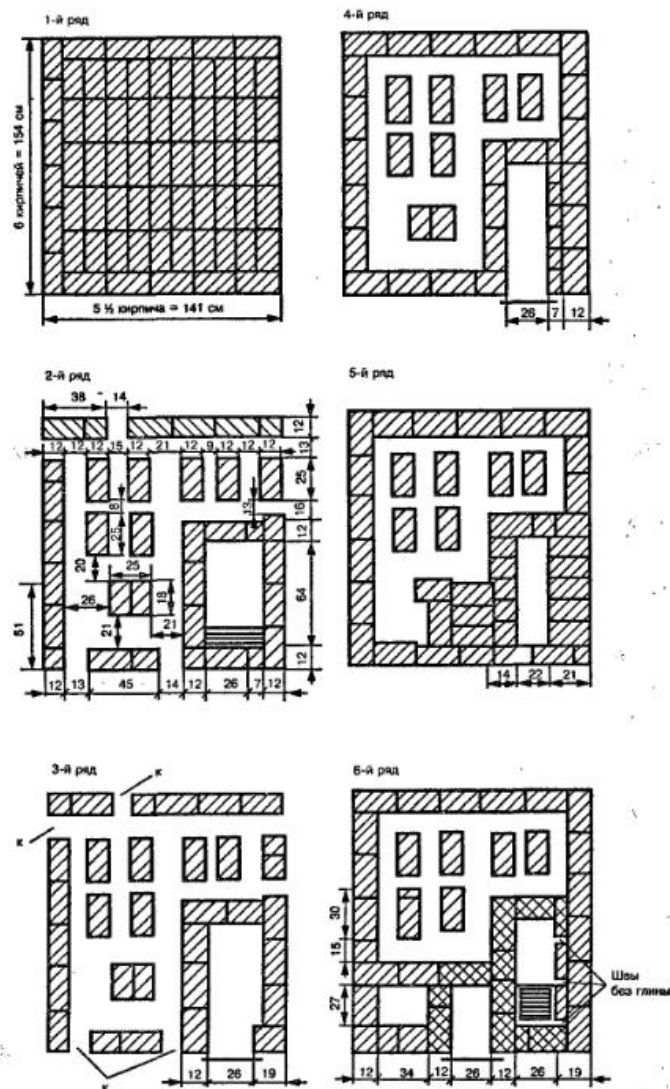 1-й ряд
6 кирпичей = 154 см
5 ½ кирпича = 141 см
4-й ряд
26 7 12
2-й ряд
38 14
12
12 12 12 15 12 21 12 9 12 12 12
13
25
18
13
16
25
12
20
25
26
18
64
51
21
21
12
12 13 45 14 12 26 7 12
5-й ряд
14 22 21
3-й ряд
к
к
к
12 26 19
6-й ряд
30
15
27
Швы
без глины
12 34 12 26 12 26 19